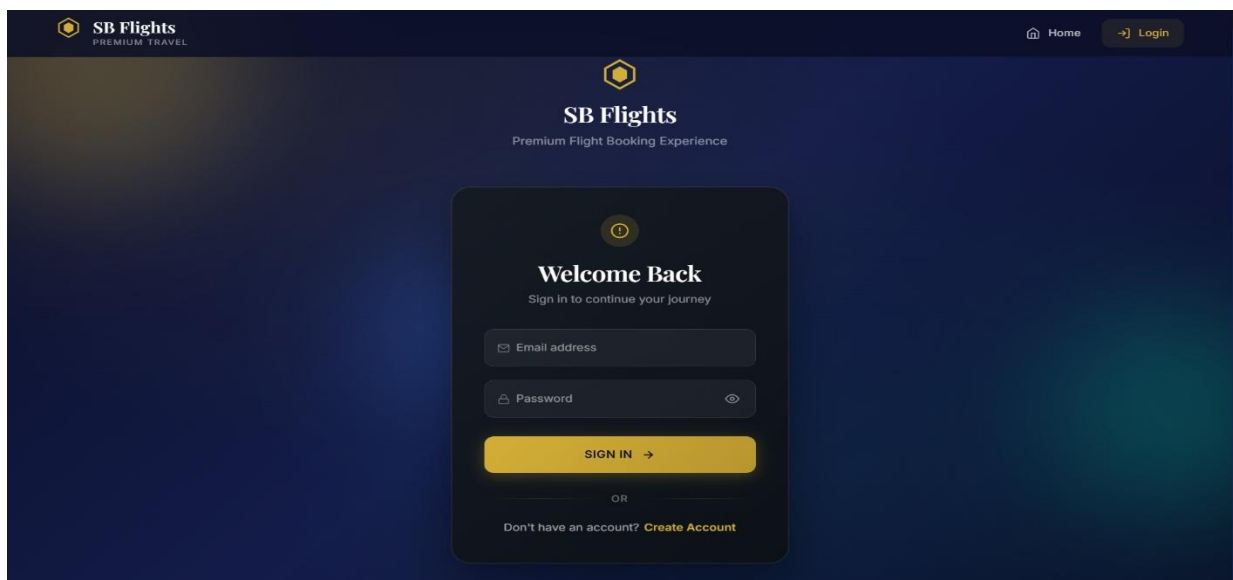 SB Flights
PREMIUM TRAVEL
Home
Login
SB Flights
Premium Flight Booking Experience
Welcome Back
Sign in to continue your journey
Email address
Password
SIGN IN →
OR
Don't have an account? Create Account